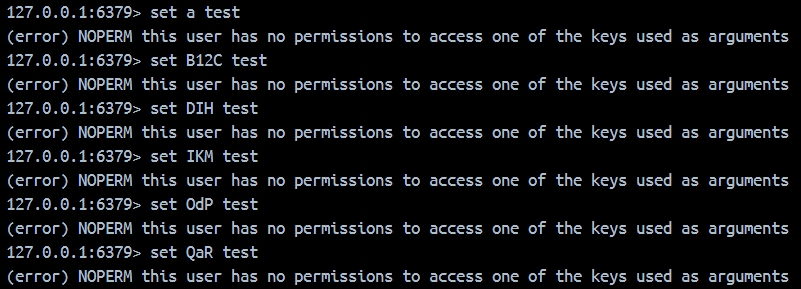 127.0.0.1:6379> set a test
(error) NOPERM this user has no permissions to access one of the keys used as arguments
127.0.0.1:6379> set B12C test
(error) NOPERM this user has no permissions to access one of the keys used as arguments
127.0.0.1:6379> set DIH test
(error) NOPERM this user has no permissions to access one of the keys used as arguments
127.0.0.1:6379> set IKM test
(error) NOPERM this user has no permissions to access one of the keys used as arguments
127.0.0.1:6379> set OdP test
(error) NOPERM this user has no permissions to access one of the keys used as arguments
127.0.0.1:6379> set QaR test
(error) NOPERM this user has no permissions to access one of the keys used as arguments